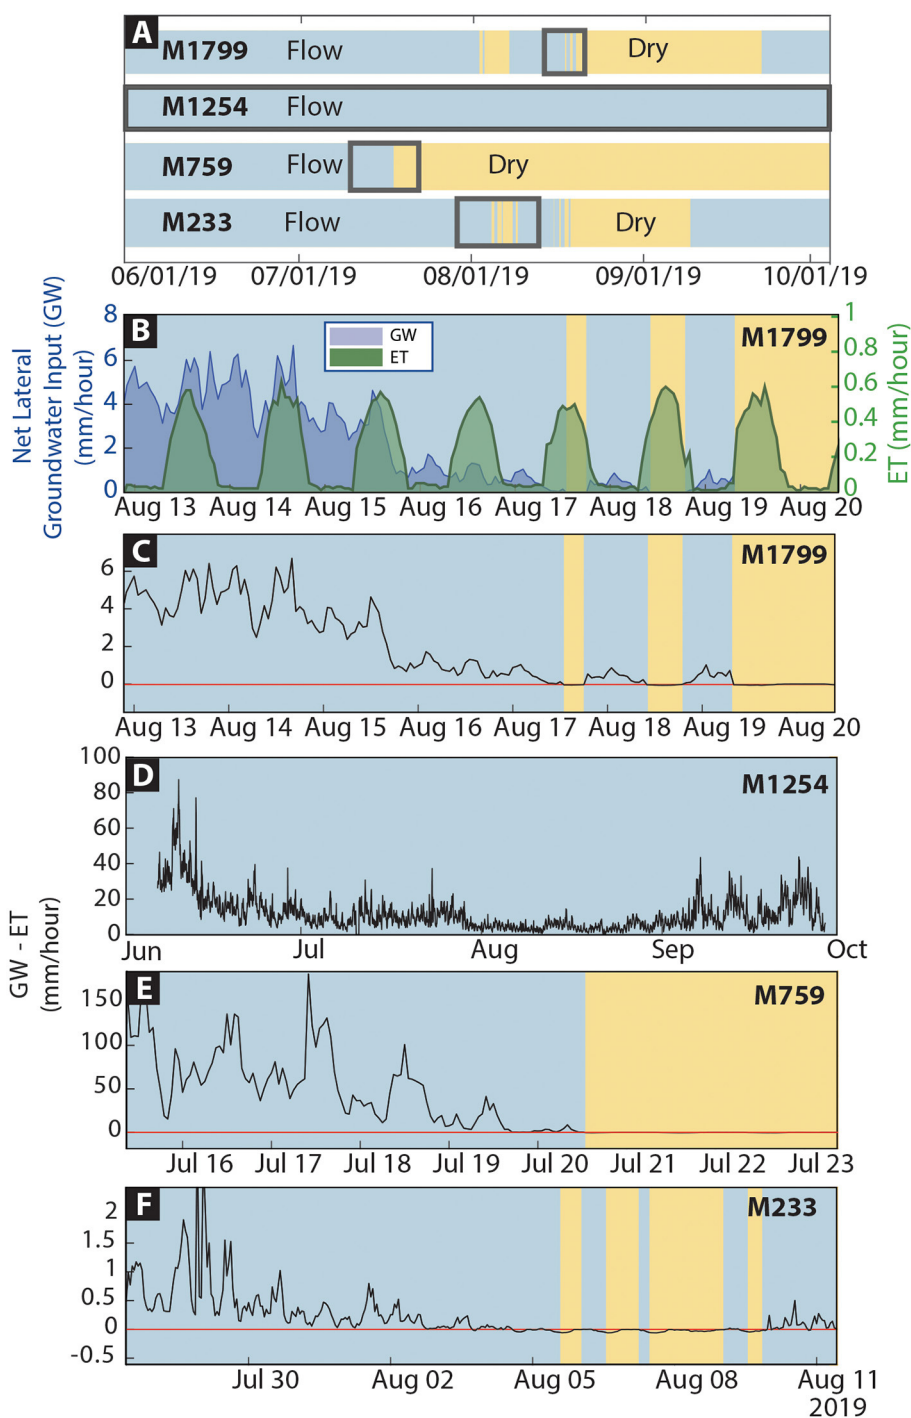 A
M1799 Flow Dry
M1254 Flow
M759 Flow Dry
M233 Flow Dry
06/01/19 07/01/19 08/01/19 09/01/19 10/01/19
Net Lateral
Groundwater Input (GW)
(mm/hour)
B
M1799
GW
ET
8
6
4
2
0
1
0.8
0.6
0.4
0.2
0
ET (mm/hour)
Aug 13 Aug 14 Aug 15 Aug 16 Aug 17 Aug 18 Aug 19 Aug 20
C
M1799
6
4
2
0
Aug 13 Aug 14 Aug 15 Aug 16 Aug 17 Aug 18 Aug 19 Aug 20
GW - ET
(mm/hour)
D
M1254
100
80
60
40
20
0
Jun Jul Aug Sep Oct
E
M759
150
100
50
0
Jul 16 Jul 17 Jul 18 Jul 19 Jul 20 Jul 21 Jul 22 Jul 23
F
M233
2
1.5
1
0.5
0
-0.5
Jul 30 Aug 02 Aug 05 Aug 08 Aug 11
2019